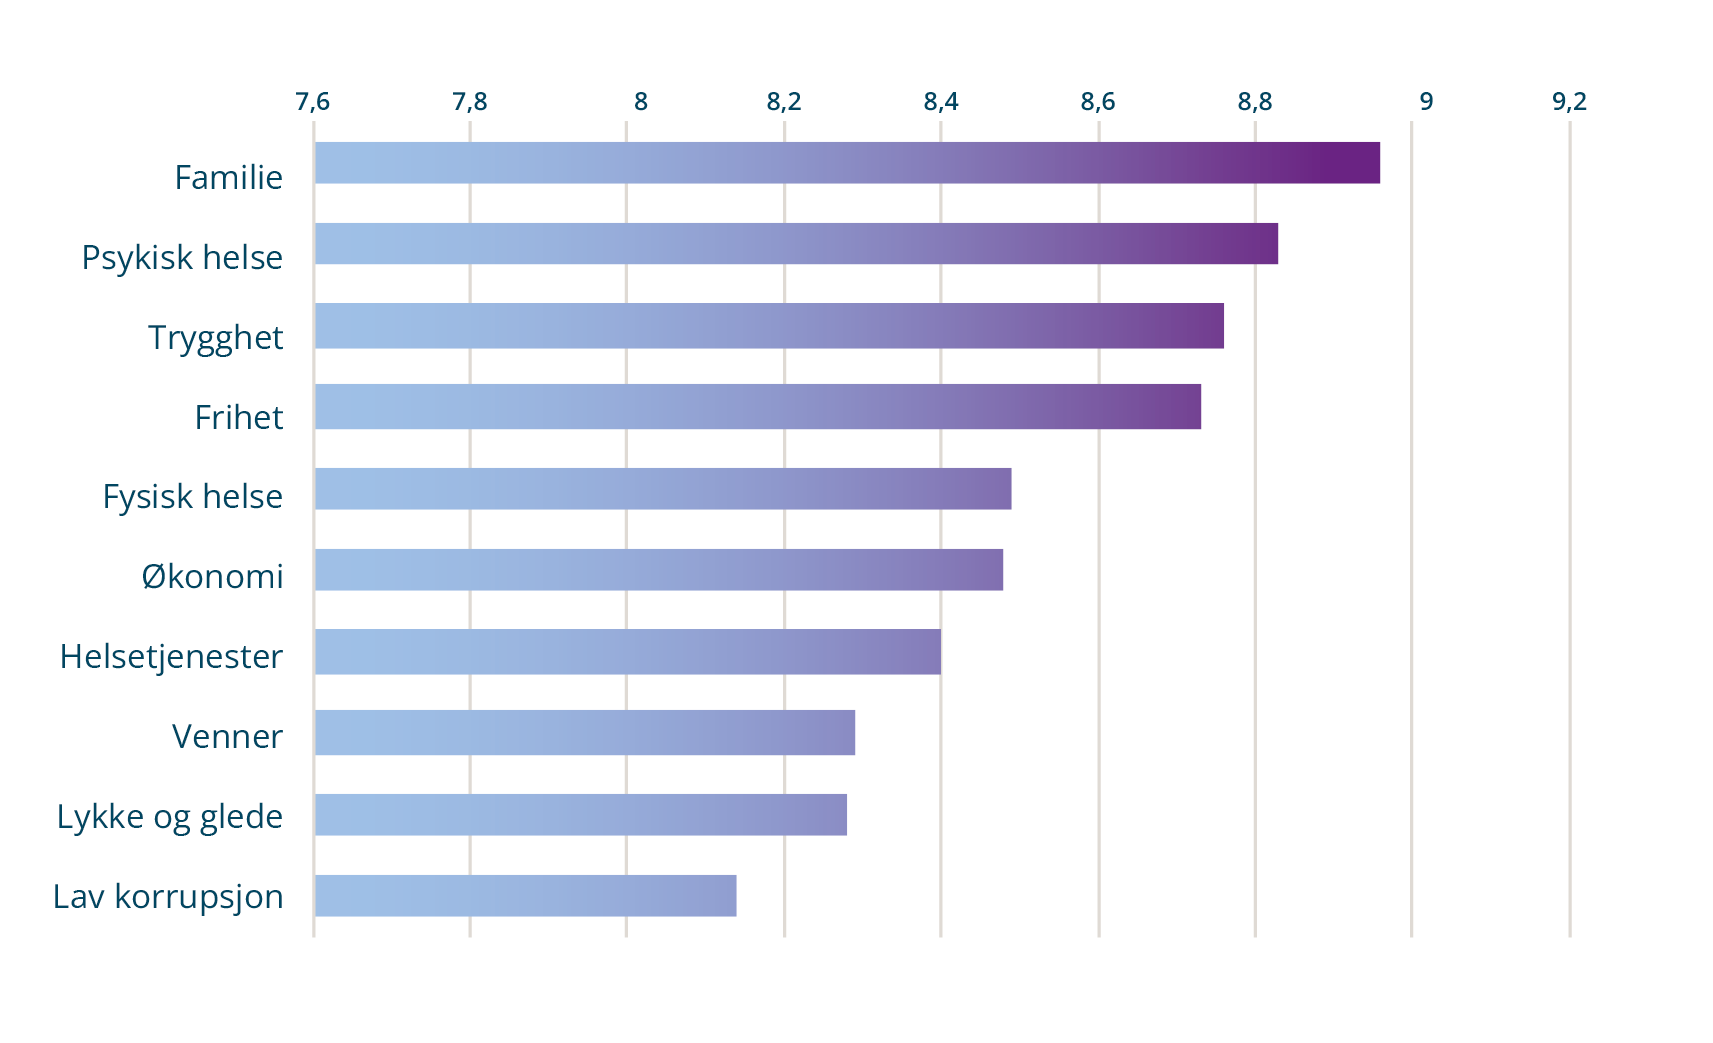 7,6 7,8 8 8,2 8,4 8,6 8,8 9 9,2
Familie
Psykisk helse
Trygghet
Frihet
Fysisk helse
Økonomi
Helsetjenester
Venner
Lykke og glede
Lav korrupsjon